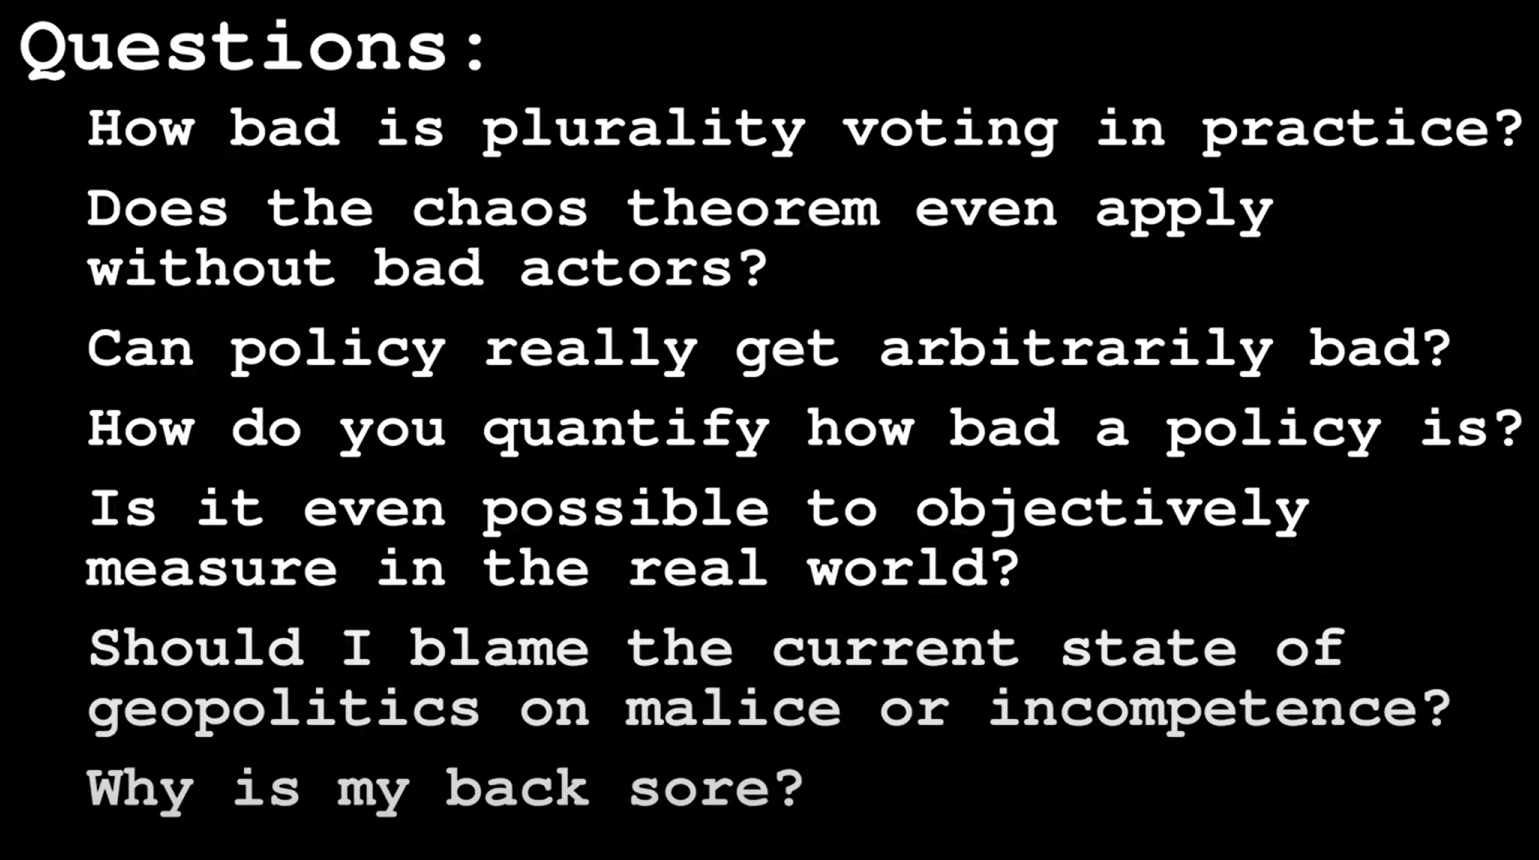 Questions:
How bad is plurality voting in practice?
Does the chaos theorem even apply
without bad actors?
Can policy really get arbitrarily bad?
How do you quantify how bad a policy is?
Is it even possible to objectively
measure in the real world?
Should I blame the current state of
geopolitics on malice or incompetence?
Why is my back sore?